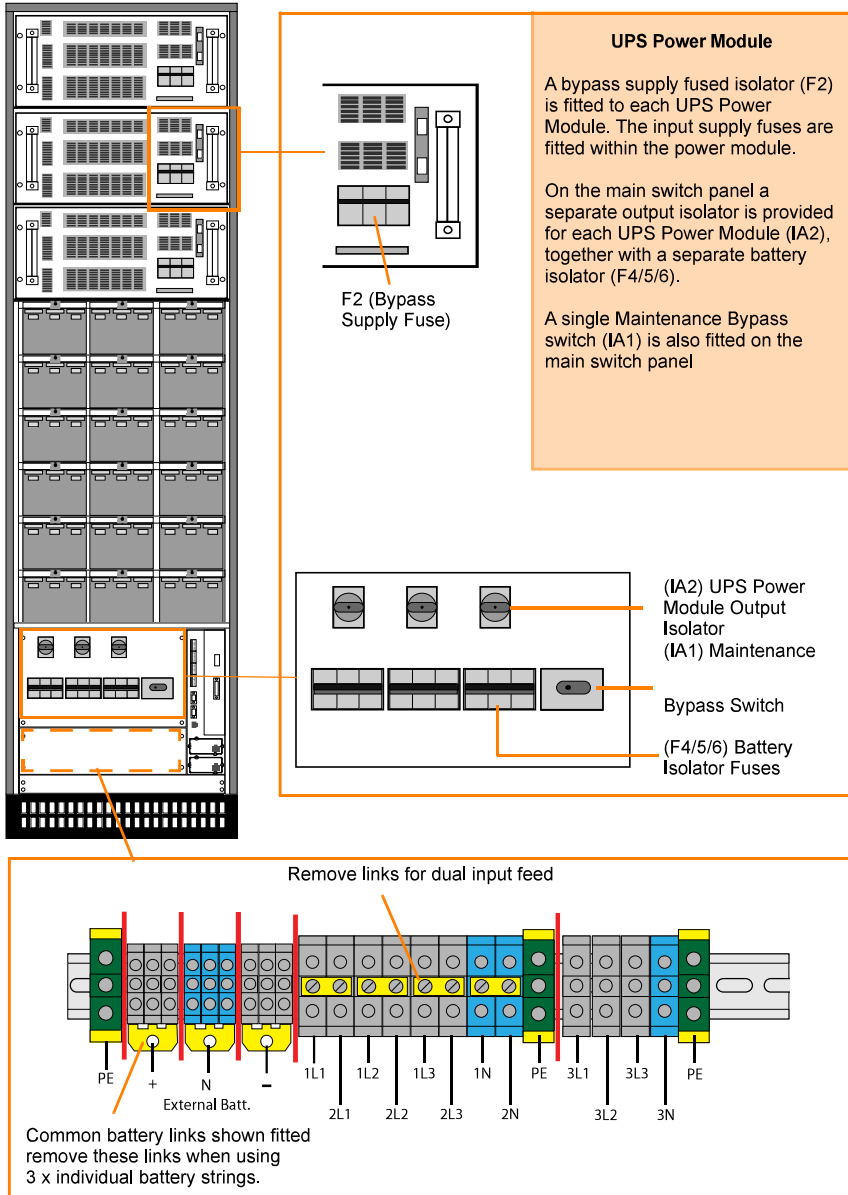 UPS Power Module
A bypass supply fused isolator (F2)
is fitted to each UPS Power
Module. The input supply fuses are
fitted within the power module.
On the main switch panel a
separate output isolator is provided
for each UPS Power Module (IA2),
together with a separate battery
isolator (F4/5/6).
A single Maintenance Bypass
switch (IA1) is also fitted on the
main switch panel
F2 (Bypass
Supply Fuse)
(IA2) UPS Power
Module Output
Isolator
(IA1) Maintenance
Bypass Switch
(F4/5/6) Battery
Isolator Fuses
Remove links for dual input feed
PE + N − 1L1 1L2 1L3 1N PE 3L1 3L3 PE
External Batt. 2L1 2L2 2L3 2N 3L2 3N
Common battery links shown fitted
remove these links when using
3 x individual battery strings.